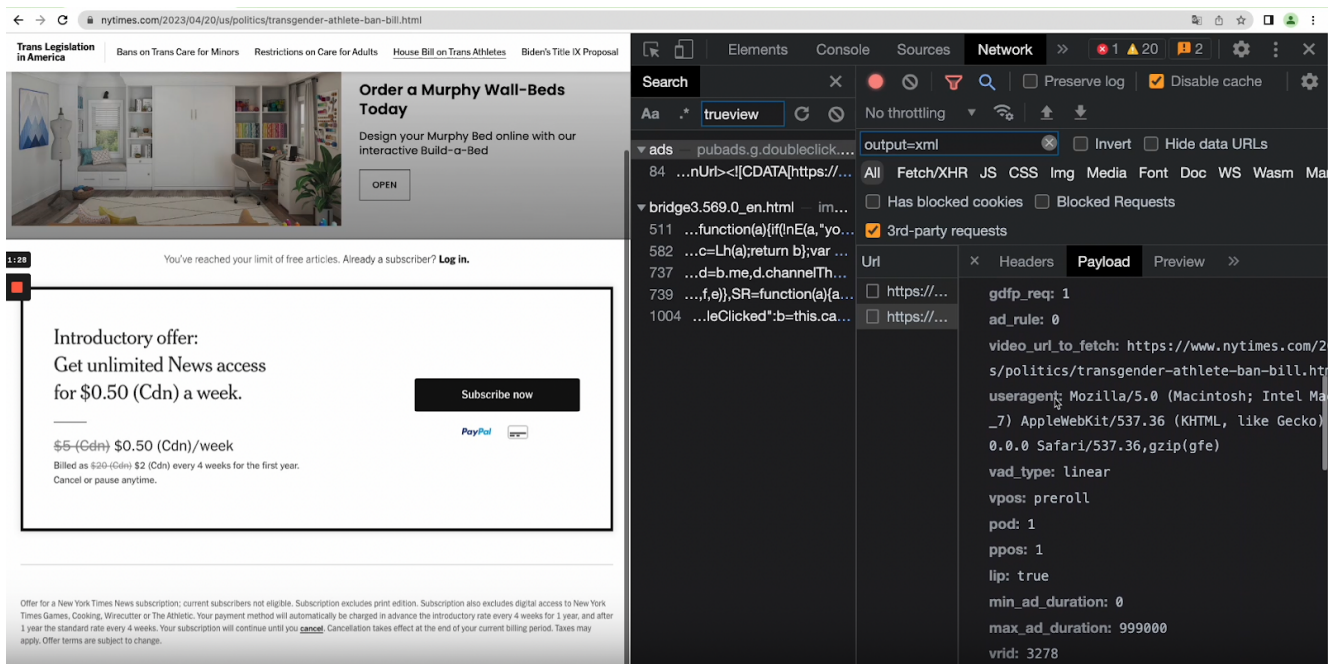 nytimes.com/2023/04/20/us/politics/transgender-athlete-ban-bill.html
Trans Legislation
in America
Bans on Trans Care for Minors
Restrictions on Care for Adults
House Bill on Trans Athletes
Biden's Title IX Proposal
Order a Murphy Wall-Beds
Today
Design your Murphy Bed online with our
interactive Build-a-Bed
OPEN
1:28
You've reached your limit of free articles. Already a subscriber? Log in.
Introductory offer:
Get unlimited News access
for $0.50 (Cdn) a week.
$5 (Cdn) $0.50 (Cdn)/week
Billed as $20 (Cdn) $2 (Cdn) every 4 weeks for the first year.
Cancel or pause anytime.
Subscribe now
PayPal
Offer for a New York Times News subscription; current subscribers not eligible. Subscription excludes print edition. Subscription also excludes digital access to New York
Times Games, Cooking, Wirecutter or The Athletic. Your payment method will automatically be charged in advance the introductory rate every 4 weeks for 1 year, and after
1 year the standard rate every 4 weeks. Your subscription will continue until you cancel. Cancellation takes effect at the end of your current billing period. Taxes may
apply. Offer terms are subject to change.
Elements Console Sources Network » 1 20 2
Search
Aa .* trueview
ads — pubads.g.doubleclick....
84 ...nUrl><![CDATA[https://...
bridge3.569.0_en.html — im...
511 ...function(a){if(!nE(a,"yo...
582 ...c=Lh(a);return b};var ...
737 ...d=b.me,d.channelTh...
739 ...,f,e)},SR=function(a){a...
1004 ...leClicked":b=this.ca...
Preserve log Disable cache
No throttling
output=xml Invert Hide data URLs
All Fetch/XHR JS CSS Img Media Font Doc WS Wasm Ma
Has blocked cookies Blocked Requests
3rd-party requests
Url
https://...
https://...
Headers Payload Preview »
gdfp_req: 1
ad_rule: 0
video_url_to_fetch: https://www.nytimes.com/20
s/politics/transgender-athlete-ban-bill.htm
useragent: Mozilla/5.0 (Macintosh; Intel Ma
_7) AppleWebKit/537.36 (KHTML, like Gecko)
0.0.0 Safari/537.36,gzip(gfe)
vad_type: linear
vpos: preroll
pod: 1
ppos: 1
lip: true
min_ad_duration: 0
max_ad_duration: 999000
vrid: 3278